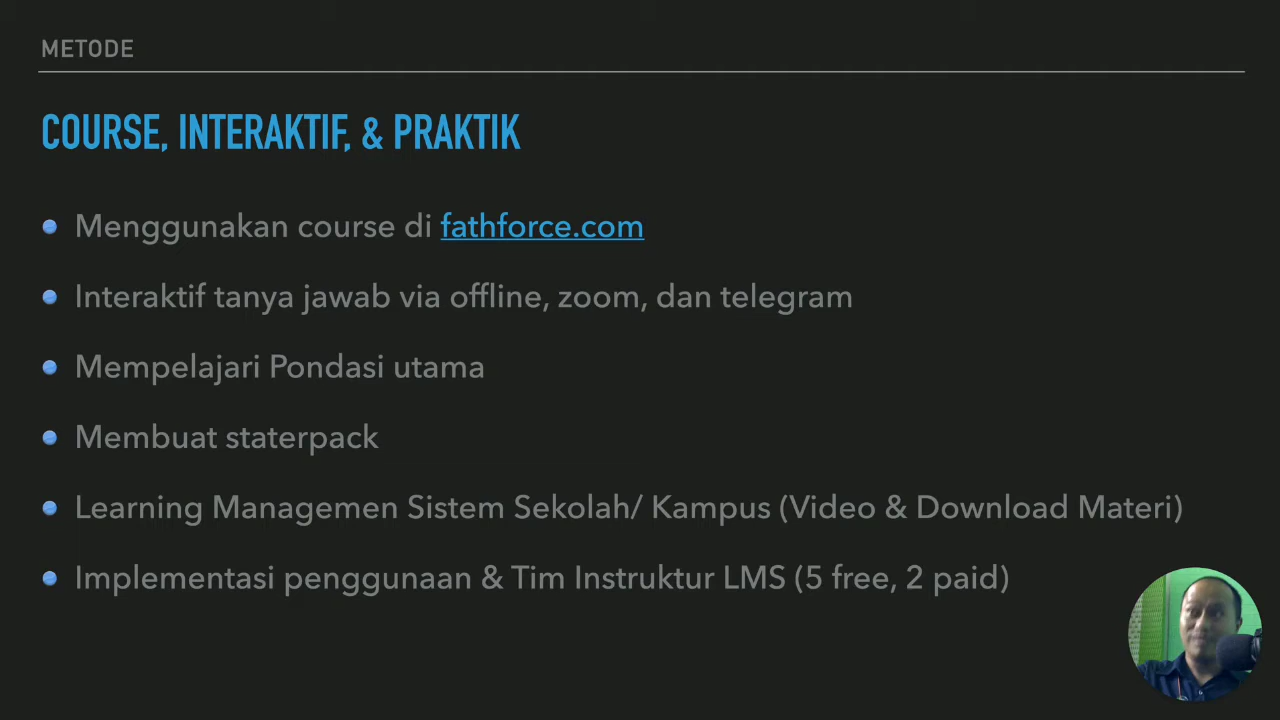 METODE
COURSE, INTERAKTIF, & PRAKTIK
Menggunakan course di fathforce.com
Interaktif tanya jawab via offline, zoom, dan telegram
Mempelajari Pondasi utama
Membuat staterpack
Learning Managemen Sistem Sekolah/ Kampus (Video & Download Materi)
Implementasi penggunaan & Tim Instruktur LMS (5 free, 2 paid)